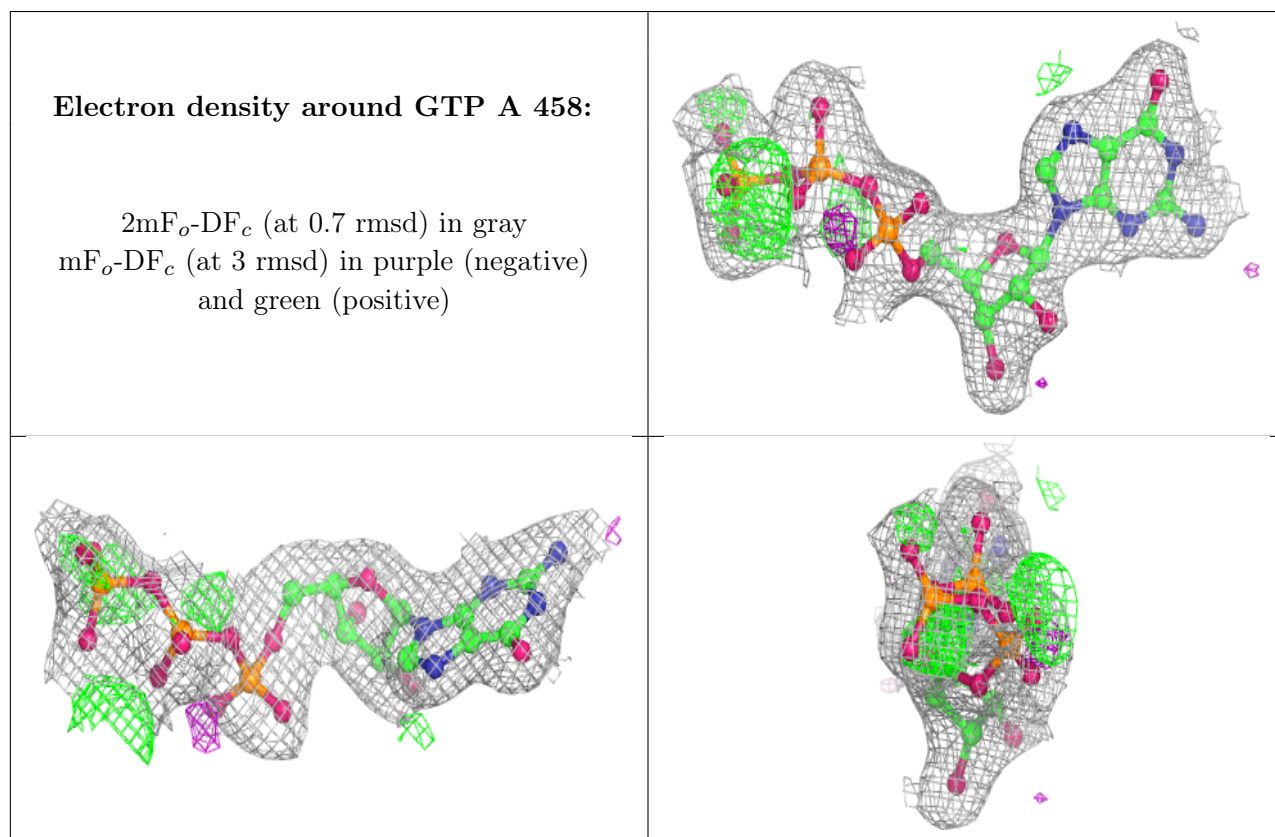 Electron density around GTP A 458:
2mFo-DFc (at 0.7 rmsd) in gray
mFo-DFc (at 3 rmsd) in purple (negative)
and green (positive)